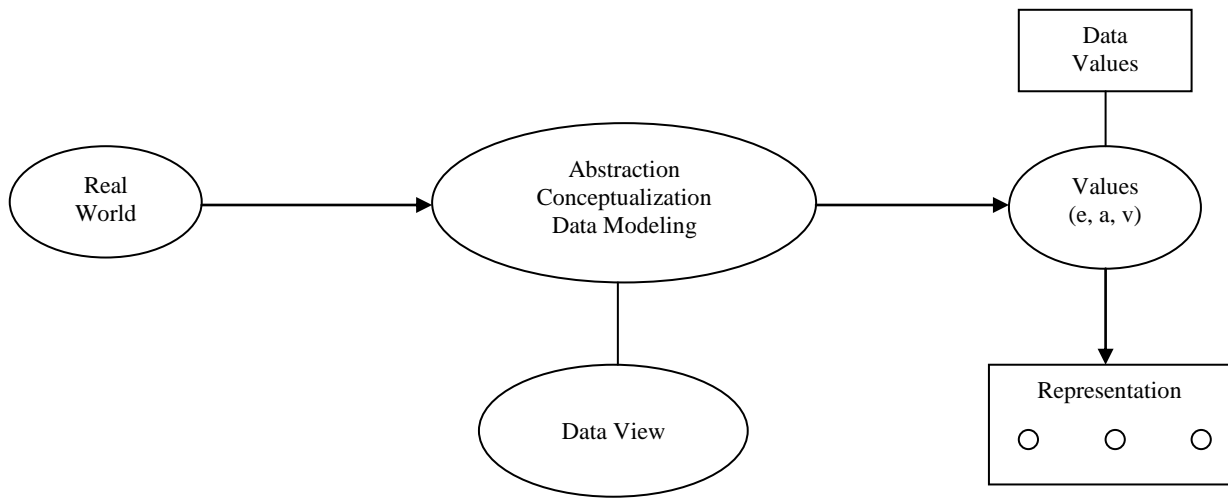 Data
Values
Real
World
Abstraction
Conceptualization
Data Modeling
Values
(e, a, v)
Data View
Representation